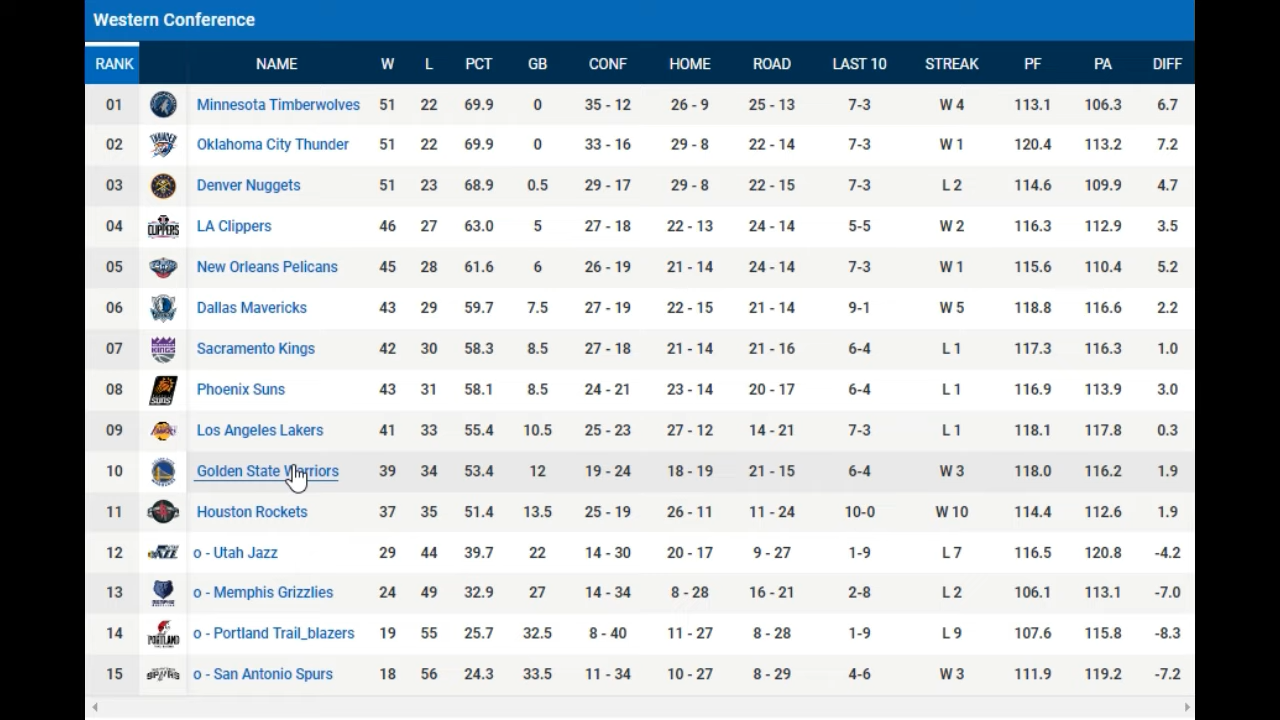 Western Conference
RANK NAME W L PCT GB CONF HOME ROAD LAST 10 STREAK PF PA DIFF
01 Minnesota Timberwolves 51 22 69.9 0 35 - 12 26 - 9 25 - 13 7-3 W 4 113.1 106.3 6.7
02 Oklahoma City Thunder 51 22 69.9 0 33 - 16 29 - 8 22 - 14 7-3 W 1 120.4 113.2 7.2
03 Denver Nuggets 51 23 68.9 0.5 29 - 17 29 - 8 22 - 15 7-3 L 2 114.6 109.9 4.7
04 LA Clippers 46 27 63.0 5 27 - 18 22 - 13 24 - 14 5-5 W 2 116.3 112.9 3.5
05 New Orleans Pelicans 45 28 61.6 6 26 - 19 21 - 14 24 - 14 7-3 W 1 115.6 110.4 5.2
06 Dallas Mavericks 43 29 59.7 7.5 27 - 19 22 - 15 21 - 14 9-1 W 5 118.8 116.6 2.2
07 Sacramento Kings 42 30 58.3 8.5 27 - 18 21 - 14 21 - 16 6-4 L 1 117.3 116.3 1.0
08 Phoenix Suns 43 31 58.1 8.5 24 - 21 23 - 14 20 - 17 6-4 L 1 116.9 113.9 3.0
09 Los Angeles Lakers 41 33 55.4 10.5 25 - 23 27 - 12 14 - 21 7-3 L 1 118.1 117.8 0.3
10 Golden State Warriors 39 34 53.4 12 19 - 24 18 - 19 21 - 15 6-4 W 3 118.0 116.2 1.9
11 Houston Rockets 37 35 51.4 13.5 25 - 19 26 - 11 11 - 24 10-0 W 10 114.4 112.6 1.9
12 o - Utah Jazz 29 44 39.7 22 14 - 30 20 - 17 9 - 27 1-9 L 7 116.5 120.8 -4.2
13 o - Memphis Grizzlies 24 49 32.9 27 14 - 34 8 - 28 16 - 21 2-8 L 2 106.1 113.1 -7.0
14 o - Portland Trail_blazers 19 55 25.7 32.5 8 - 40 11 - 27 8 - 28 1-9 L 9 107.6 115.8 -8.3
15 o - San Antonio Spurs 18 56 24.3 33.5 11 - 34 10 - 27 8 - 29 4-6 W 3 111.9 119.2 -7.2